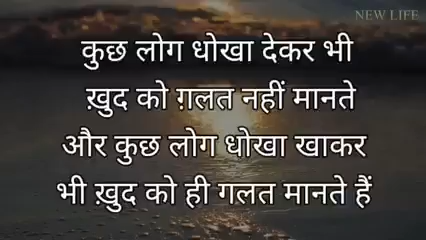 NEW LIFE
कुछ लोग धोखा देकर भी
ख़ुद को ग़लत नहीं मानते
और कुछ लोग धोखा खाकर
भी ख़ुद को ही गलत मानते हैं